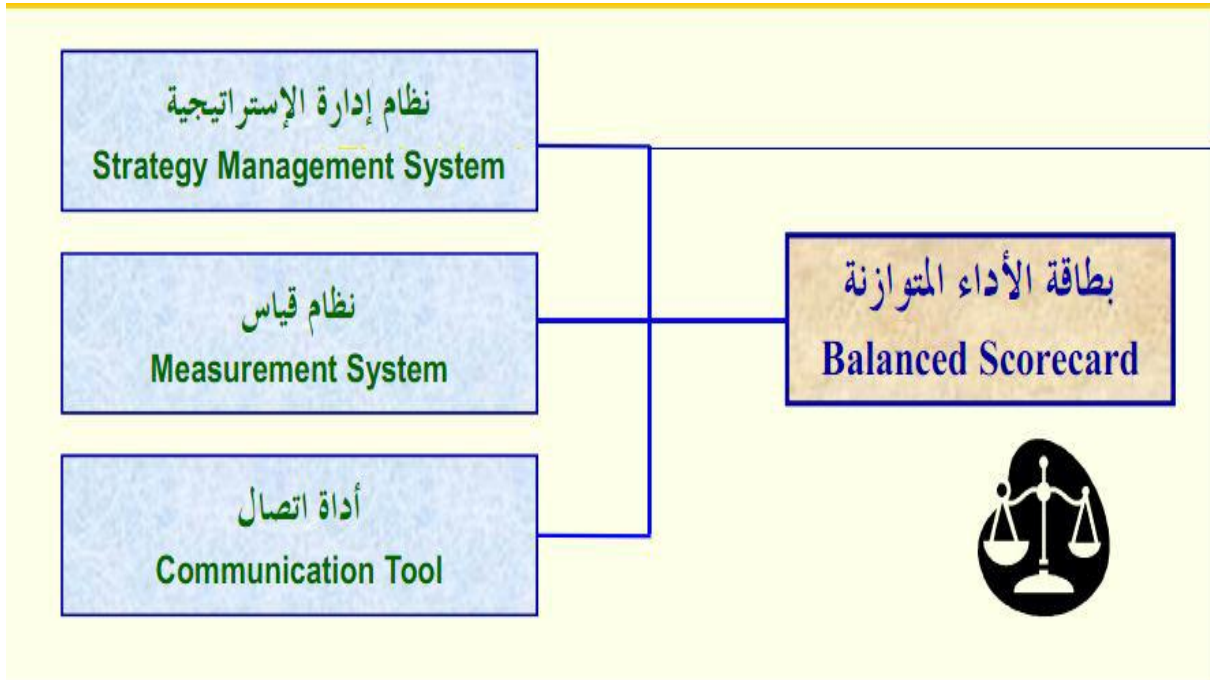 نظام إدارة الإستراتيجية
Strategy Management System
بطاقة الأداء المتوازنة
Balanced Scorecard
نظام قياس
Measurement System
أداة اتصال
Communication Tool